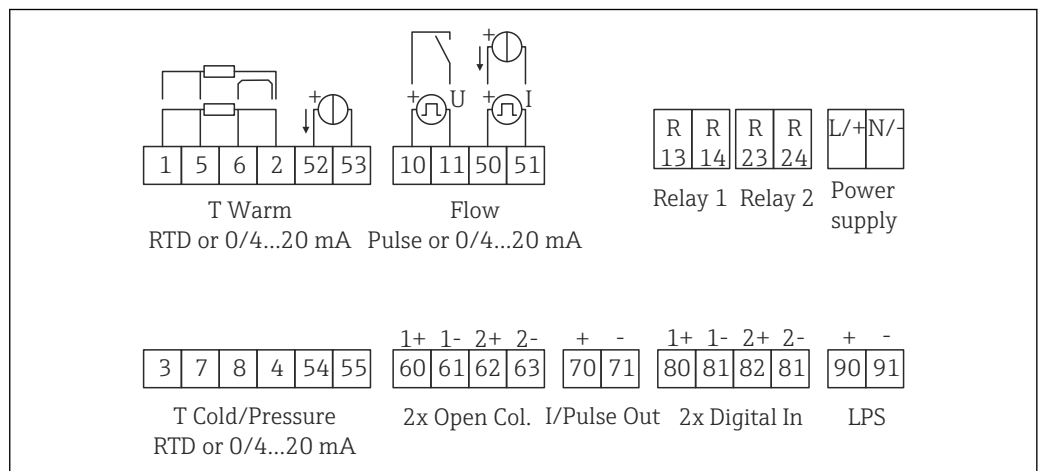 + U + I
+ + +
1 5 6 2 52 53 10 11 50 51
R 13 R 14 R 23 R 24 L/+ N/-
T Warm
RTD or 0/4...20 mA
Flow
Pulse or 0/4...20 mA
Relay 1 Relay 2
Power
supply
3 7 8 4 54 55
T Cold/Pressure
RTD or 0/4...20 mA
1+ 1- 2+ 2-
60 61 62 63
2x Open Col.
+ -
70 71
I/Pulse Out
1+ 1- 2+ 2-
80 81 82 81
2x Digital In
+ -
90 91
LPS